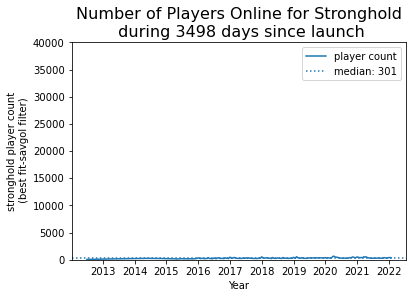 Number of Players Online for Stronghold
during 3498 days since launch
player count
median: 301
stronghold player count
(best fit-savgol filter)
40000
35000
30000
25000
20000
15000
10000
5000
0
2013 2014 2015 2016 2017 2018 2019 2020 2021 2022
Year